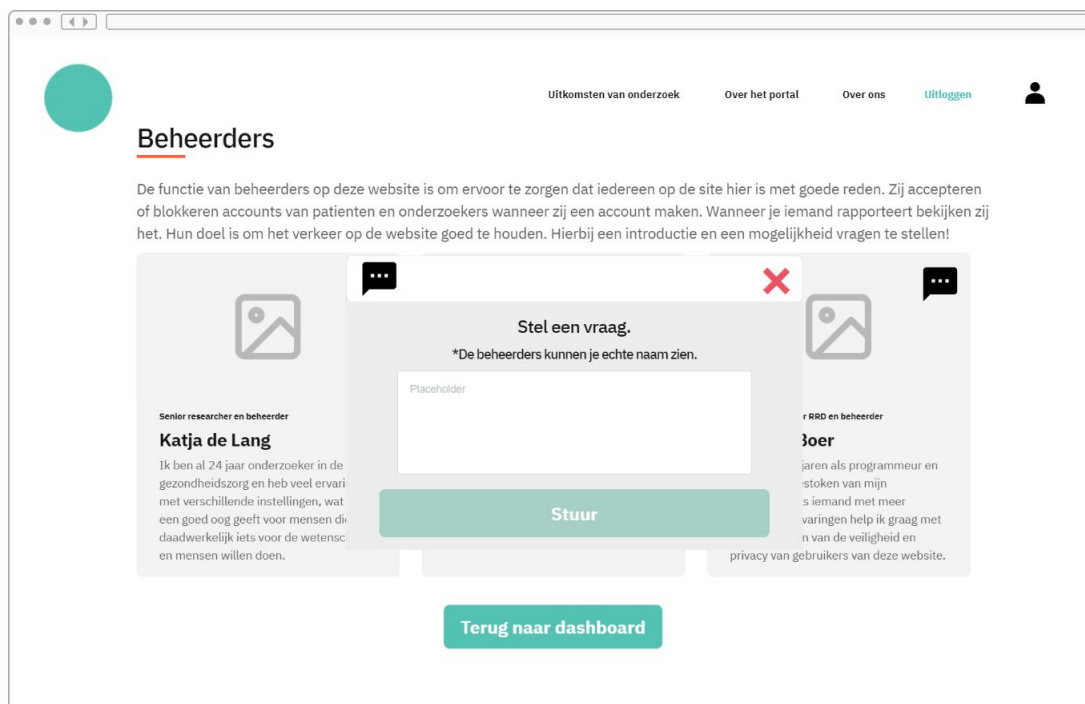 Uitkomsten van onderzoek
Over het portal
Over ons
Uitloggen
Beheerders
De functie van beheerders op deze website is om ervoor te zorgen dat iedereen op de site hier is met goede reden. Zij accepteren
of blokkeren accounts van patienten en onderzoekers wanneer zij een account maken. Wanneer je iemand rapporteert bekijken zij
het. Hun doel is om het verkeer op de website goed te houden. Hierbij een introductie en een mogelijkheid vragen te stellen!
Stel een vraag.
*De beheerders kunnen je echte naam zien.
Placeholder
Stuur
Senior researcher en beheerder
Katja de Lang
Ik ben al 24 jaar onderzoeker in de
gezondheidszorg en heb veel
met verschillende instellingen, wat
een goed oog geeft voor mensen
daadwerkelijk iets voor de
en mensen willen doen.
RRD en beheerder
Boer
jaren als programmeur en
van mijn
iemand met meer
help ik graag met
van de veiligheid en
privacy van gebruikers van deze website.
Terug naar dashboard